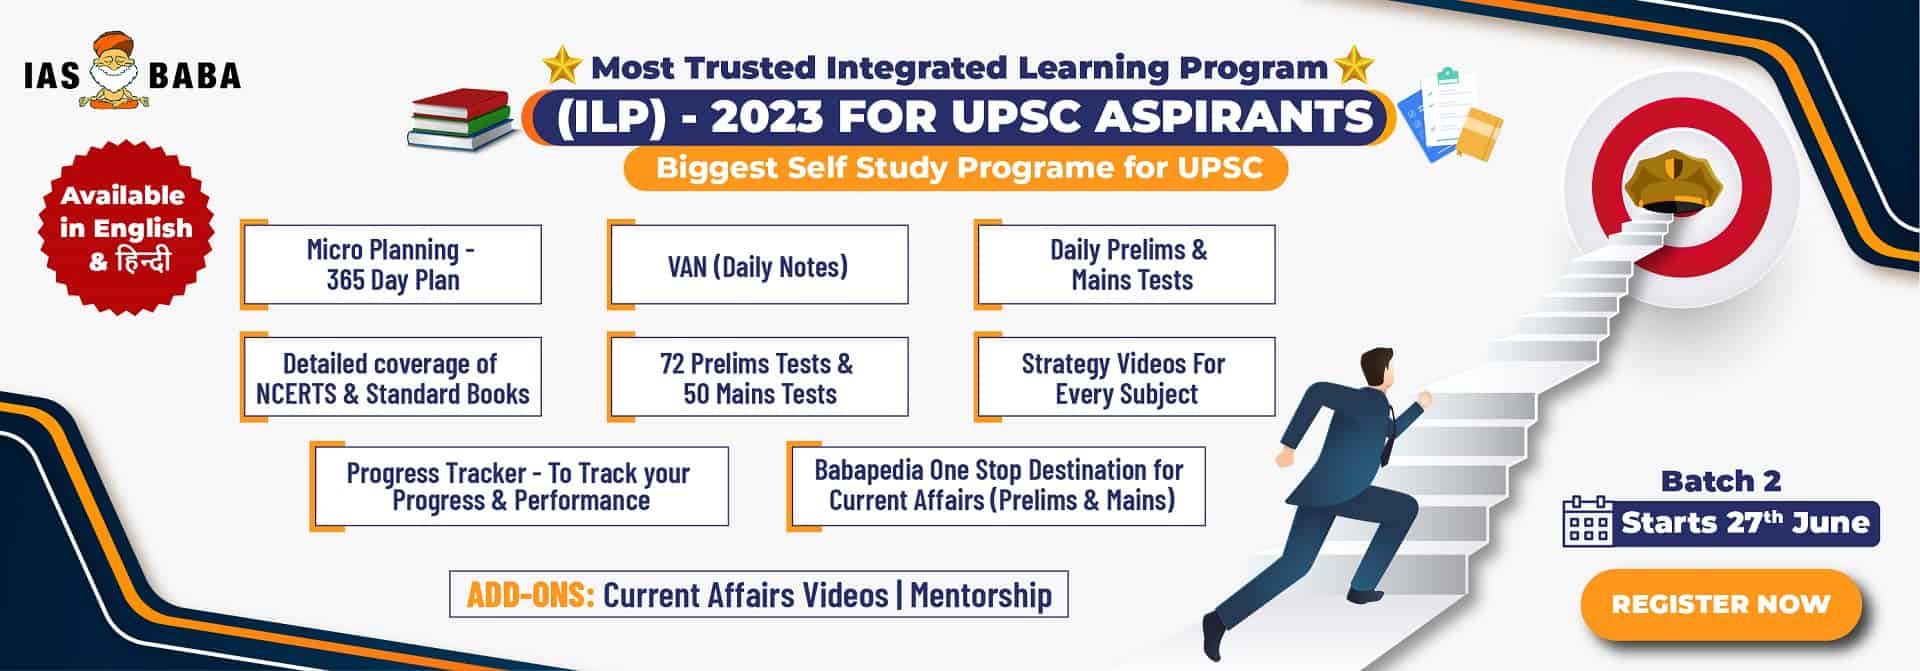 IAS BABA
Most Trusted Integrated Learning Program
(ILP) - 2023 FOR UPSC ASPIRANTS
Biggest Self Study Programe for UPSC
Available
in English
& हिन्दी
Micro Planning -
365 Day Plan
VAN (Daily Notes)
Daily Prelims &
Mains Tests
Detailed coverage of
NCERTS & Standard Books
72 Prelims Tests &
50 Mains Tests
Strategy Videos For
Every Subject
Progress Tracker - To Track your
Progress & Performance
Babapedia One Stop Destination for
Current Affairs (Prelims & Mains)
ADD-ONS: Current Affairs Videos | Mentorship
Batch 2
Starts 27th June
REGISTER NOW